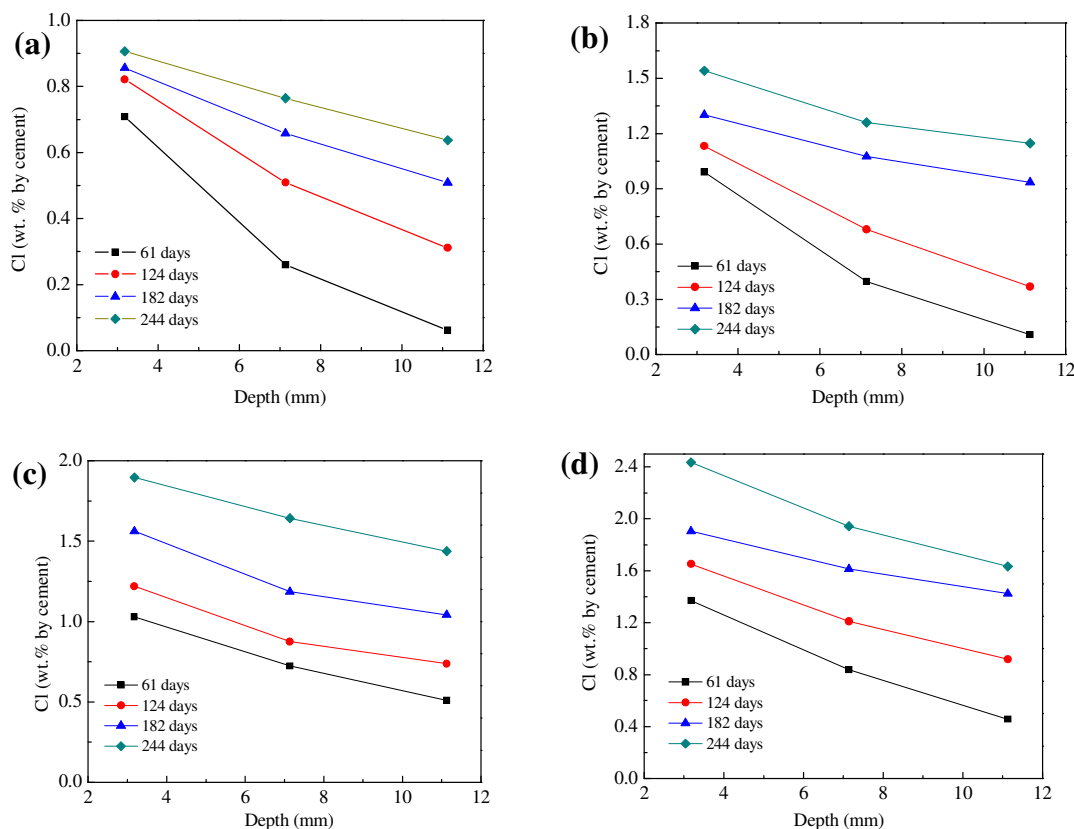 (a)
Cl (wt. % by cement)
1.0
0.8
0.6
0.4
0.2
0.0
61 days
124 days
182 days
244 days
2 4 6 8 10 12
Depth (mm)
(b)
Cl (wt. % by cement)
1.8
1.5
1.2
0.9
0.6
0.3
0.0
61 days
124 days
182 days
244 days
2 4 6 8 10 12
Depth (mm)
(c)
Cl (wt.% by cement)
2.0
1.5
1.0
0.5
0.0
61 days
124 days
182 days
244 days
2 4 6 8 10 12
Depth (mm)
(d)
Cl (wt.% by cement)
2.4
2.0
1.6
1.2
0.8
0.4
0.0
61 days
124 days
182 days
244 days
2 4 6 8 10 12
Depth (mm)